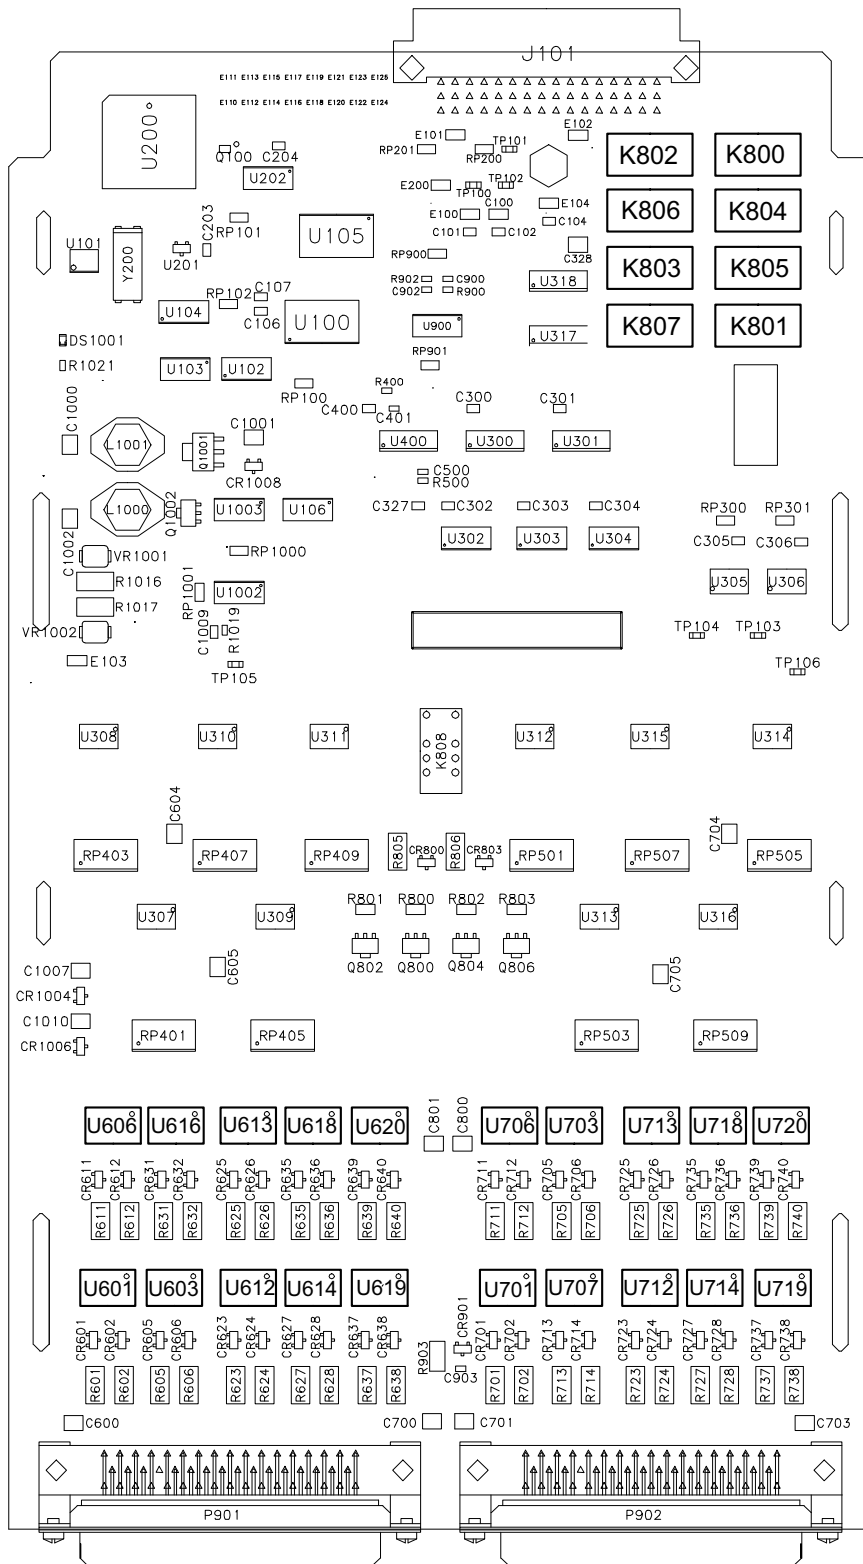 J101
E111 E113 E115 E117 E119 E121 E123 E125
E110 E112 E114 E116 E118 E120 E122 E124
U200
Q100 C204
U202
E101 E102
RP201 RP200 TP101
K802 K800
E200 TP100 TP102
E104
E100 C100
C104
C101 C102
K806 K804
RP101 U105
C203
U101 Y200 U201
RP900 C328
R902 C900
C902 R900
U318
K803 K805
C107
RP102
U104 C106 U100
U900 U317
K807 K801
DS1001
R1021
U103 U102
RP901
RP100 R400
C400 C401 C300 C301
C1000 L1001 Q1001 C1001
U400 U300 U301
CR1008
C500
R500
L1000 Q1002 U1003 U106
C327 C302 C303 C304
RP300 RP301
C1002
U302 U303 U304
C305 C306
VR1001 RP1000
R1016 RP1001 U1002
U305 U306
R1017
VR1002 C1009 R1019
TP104 TP103
E103 TP105
TP106
U308 U310 U311 K808 U312 U315 U314
C604 C704
RP403 RP407 RP409 R805 CR800 R806 CR803 RP501 RP507 RP505
R801 R800 R802 R803
U307 U309 U313 U316
Q802 Q800 Q804 Q806
C605 C705
C1007
CR1004
C1010
CR1006
RP401 RP405 RP503 RP509
U606 U616 U613 U618 U620 C801 C800 U706 U703 U713 U718 U720
CR611 CR612 CR631 CR632 CR625 CR626 CR635 CR636 CR639 CR640 CR711 CR712 CR705 CR706 CR725 CR726 CR735 CR736 CR739 CR740
R611 R612 R631 R632 R625 R626 R635 R636 R639 R640 R711 R712 R705 R706 R725 R726 R735 R736 R739 R740
U601 U603 U612 U614 U619 U701 U707 U712 U714 U719
CR601 CR602 CR605 CR606 CR623 CR624 CR627 CR628 CR637 CR638 R903 CR901 CR701 CR702 CR713 CR714 CR723 CR724 CR727 CR728 CR737 CR738
C903
R601 R602 R605 R606 R623 R624 R627 R628 R637 R638 R701 R702 R713 R714 R723 R724 R727 R728 R737 R738
C600 C700 C701 C703
P901 P902